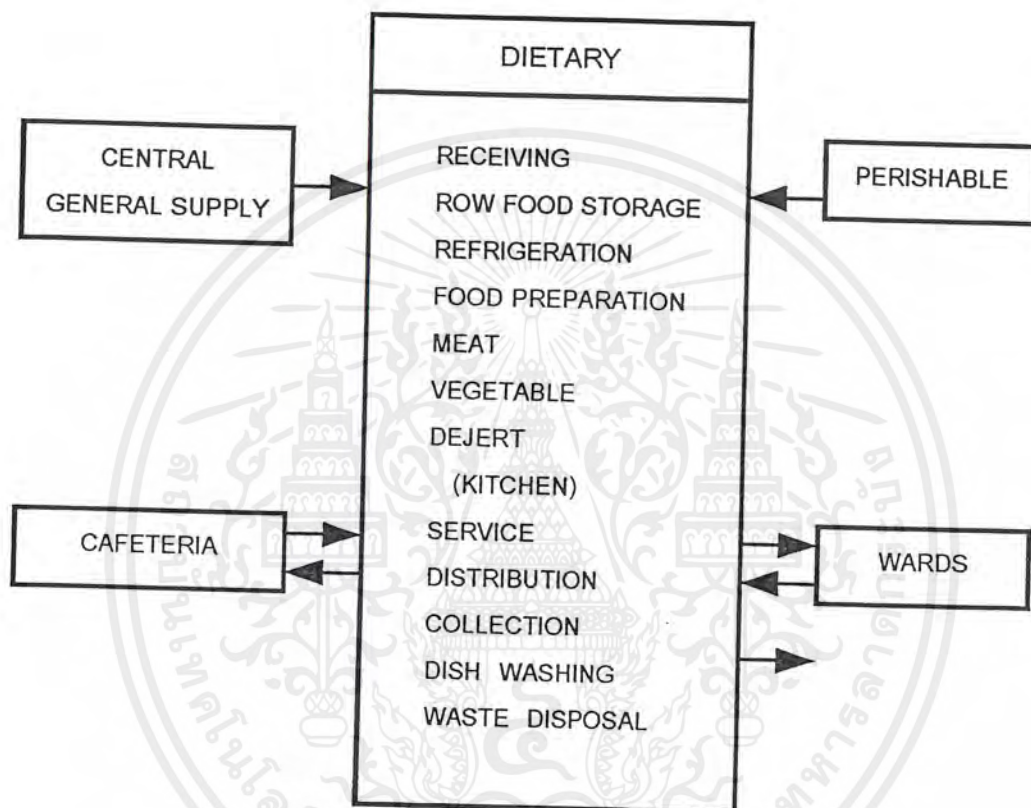 DIETARY
CENTRAL
GENERAL SUPPLY
PERISHABLE
RECEIVING
ROW FOOD STORAGE
REFRIGERATION
FOOD PREPARATION
MEAT
VEGETABLE
DEJERT
(KITCHEN)
SERVICE
DISTRIBUTION
COLLECTION
DISH WASHING
WASTE DISPOSAL
CAFETERIA
WARDS